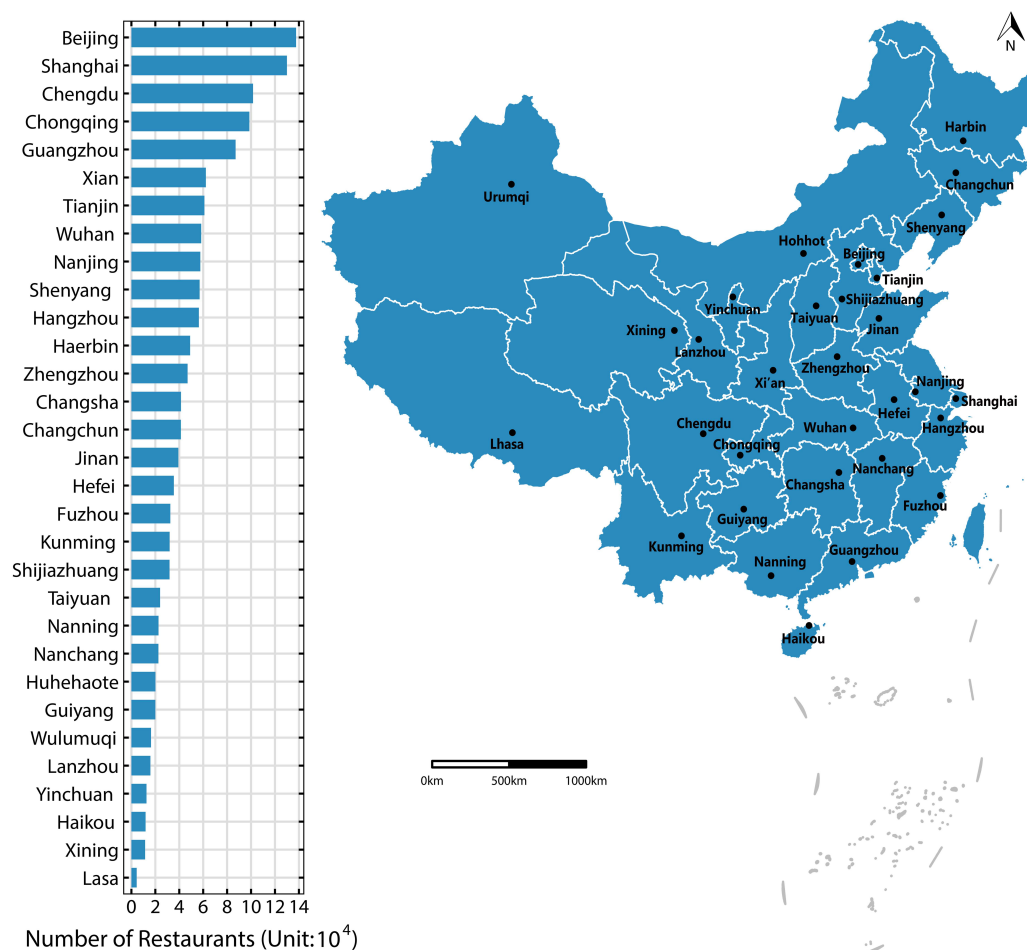 Beijing
Shanghai
Chengdu
Chongqing
Guangzhou
Xian
Tianjin
Wuhan
Nanjing
Shenyang
Hangzhou
Haerbin
Zhengzhou
Changsha
Changchun
Jinan
Hefei
Fuzhou
Kunming
Shijiazhuang
Taiyuan
Nanning
Nanchang
Huhehaote
Guiyang
Wulumuqi
Lanzhou
Yinchuan
Haikou
Xining
Lasa
0 2 4 6 8 10 12 14
Number of Restaurants (Unit:10⁴)
N
Harbin
Changchun
Urumqi
Shenyang
Hohhot
Beijing
Tianjin
Shijiazhuang
Yinchuan
Taiyuan
Jinan
Xining
Lanzhou
Zhengzhou
Xi'an
Nanjing
Shanghai
Hefei
Hangzhou
Chengdu
Wuhan
Lhasa
Chongqing
Nanchang
Changsha
Fuzhou
Guiyang
Kunming
Guangzhou
Nanning
Haikou
0km 500km 1000km